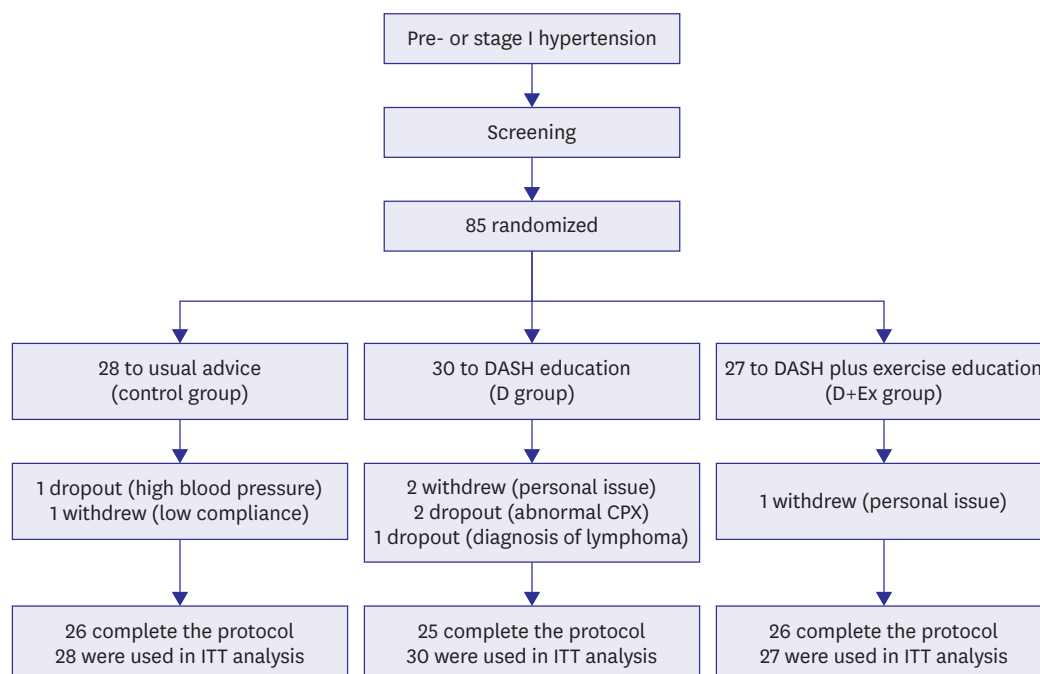 Pre- or stage I hypertension
Screening
85 randomized
28 to usual advice
(control group)
30 to DASH education
(D group)
27 to DASH plus exercise education
(D+Ex group)
1 dropout (high blood pressure)
1 withdrew (low compliance)
2 withdrew (personal issue)
2 dropout (abnormal CPX)
1 dropout (diagnosis of lymphoma)
1 withdrew (personal issue)
26 complete the protocol
28 were used in ITT analysis
25 complete the protocol
30 were used in ITT analysis
26 complete the protocol
27 were used in ITT analysis